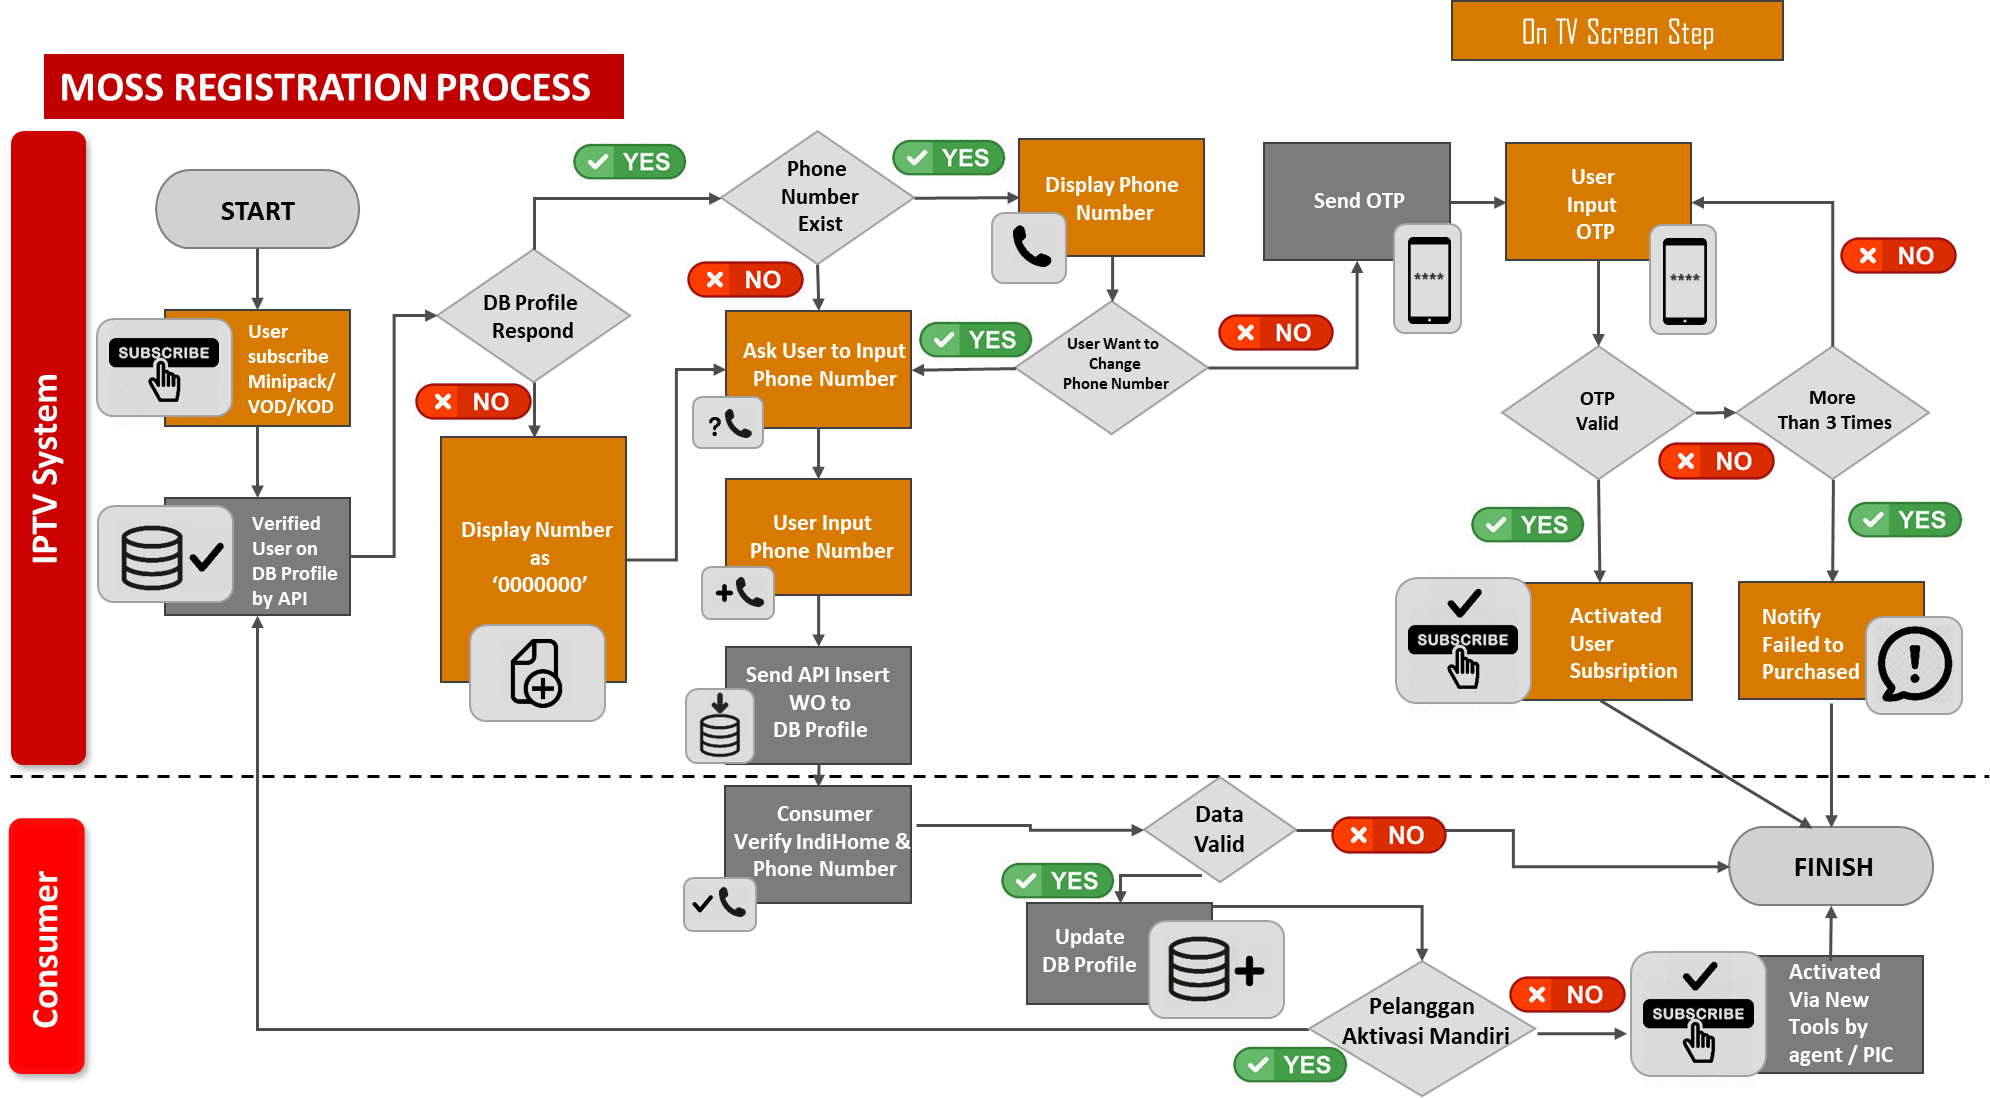 On TV Screen Step
MOSS REGISTRATION PROCESS
IPTV System
START
SUBSCRIBE
User
subscribe
Minipack/
VOD/KOD
Verified
User on
DB Profile
by API
DB Profile
Respond
YES
NO
Phone
Number
Exist
YES
NO
Display Number
as
‘0000000’
Display Phone
Number
User Want to
Change
Phone Number
YES
NO
Ask User to Input
Phone Number
?
User Input
Phone Number
Send API Insert
WO to
DB Profile
Send OTP
****
User
Input
OTP
****
OTP
Valid
NO
YES
More
Than 3 Times
NO
YES
SUBSCRIBE
Activated
User
Subsription
Notify
Failed to
Purchased
Consumer
Consumer
Verify IndiHome &
Phone Number
Data
Valid
NO
YES
Update
DB Profile
Pelanggan
Aktivasi Mandiri
YES
NO
SUBSCRIBE
Activated
Via New
Tools by
agent / PIC
FINISH